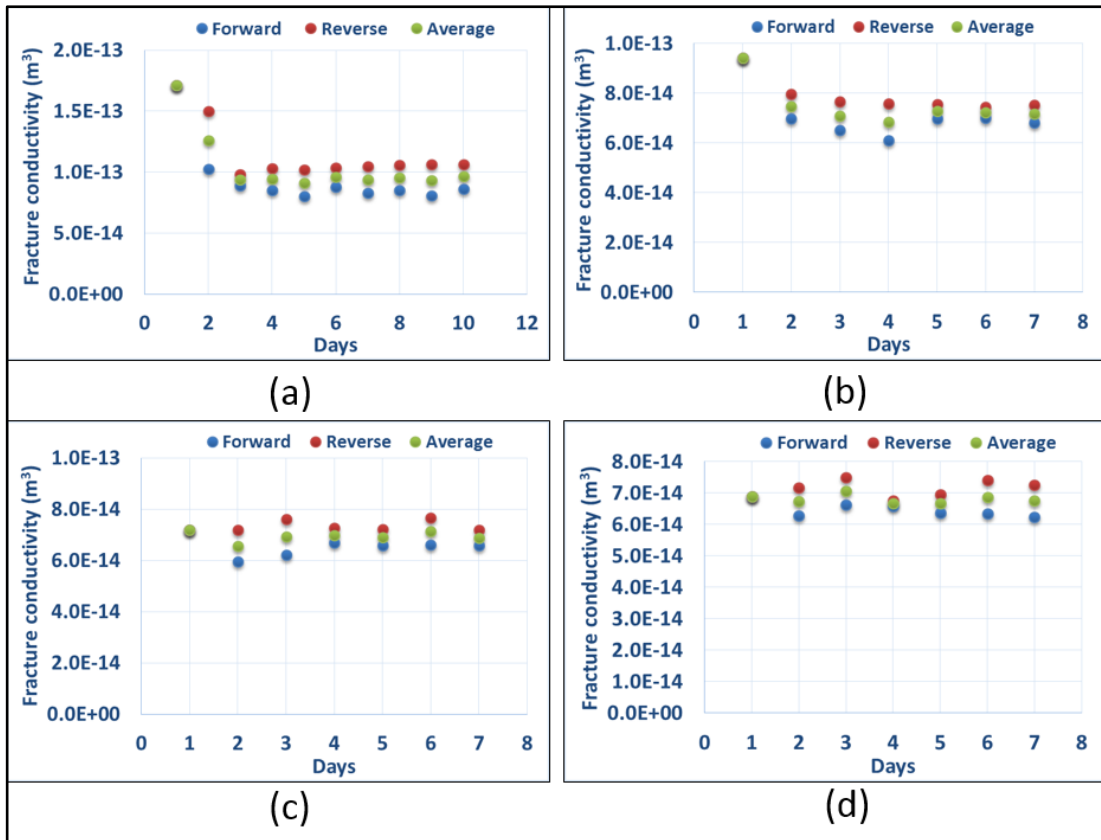 Forward Reverse Average
Fracture conductivity (m³)
2.0E-13
1.5E-13
1.0E-13
5.0E-14
0.0E+00
0 2 4 6 8 10 12
Days
(a)
Forward Reverse Average
Fracture conductivity (m³)
1.0E-13
8.0E-14
6.0E-14
4.0E-14
2.0E-14
0.0E+00
0 1 2 3 4 5 6 7 8
Days
(b)
Forward Reverse Average
Fracture conductivity (m³)
1.0E-13
8.0E-14
6.0E-14
4.0E-14
2.0E-14
0.0E+00
0 1 2 3 4 5 6 7 8
Days
(c)
Forward Reverse Average
Fracture conductivity (m³)
8.0E-14
7.0E-14
6.0E-14
5.0E-14
4.0E-14
3.0E-14
2.0E-14
1.0E-14
0.0E+00
0 1 2 3 4 5 6 7 8
Days
(d)